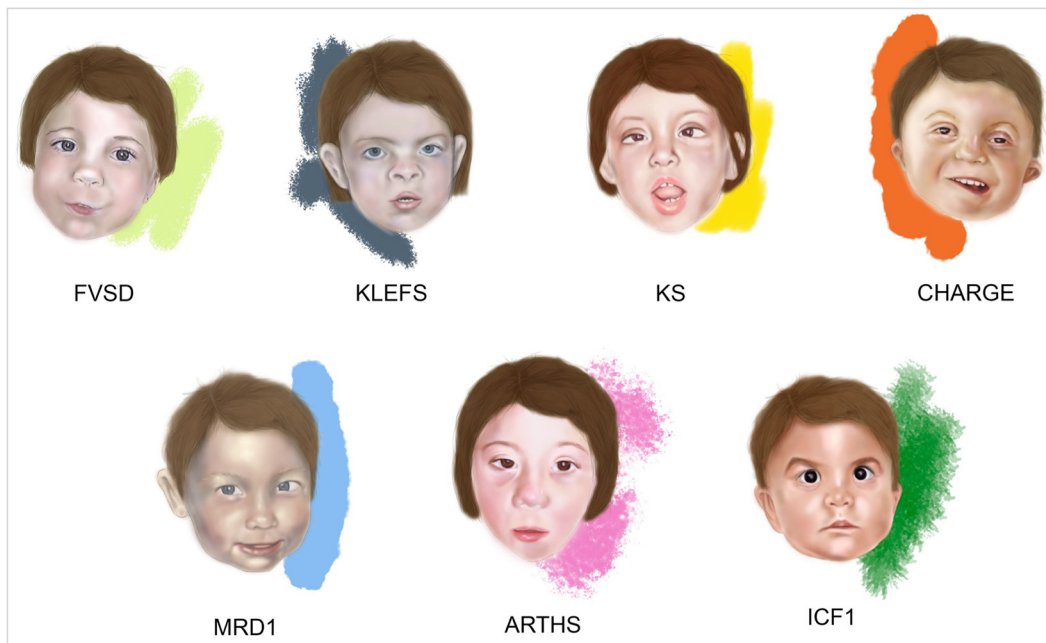 FVSD
KLEFS
KS
CHARGE
MRD1
ARTHS
ICF1